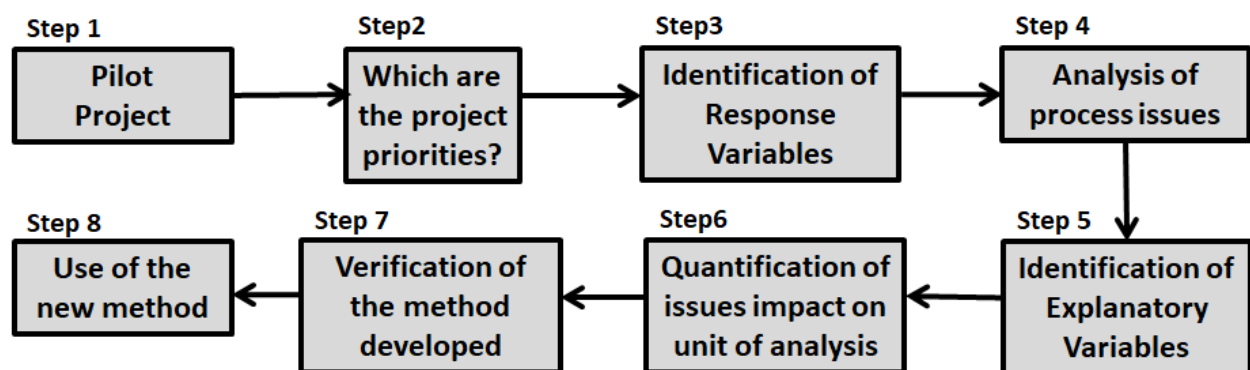 Step 1
Pilot
Project
Step2
Which are
the project
priorities?
Step3
Identification of
Response
Variables
Step 4
Analysis of
process issues
Step 5
Identification of
Explanatory
Variables
Step6
Quantification of
issues impact on
unit of analysis
Step 7
Verification of
the method
developed
Step 8
Use of the
new method